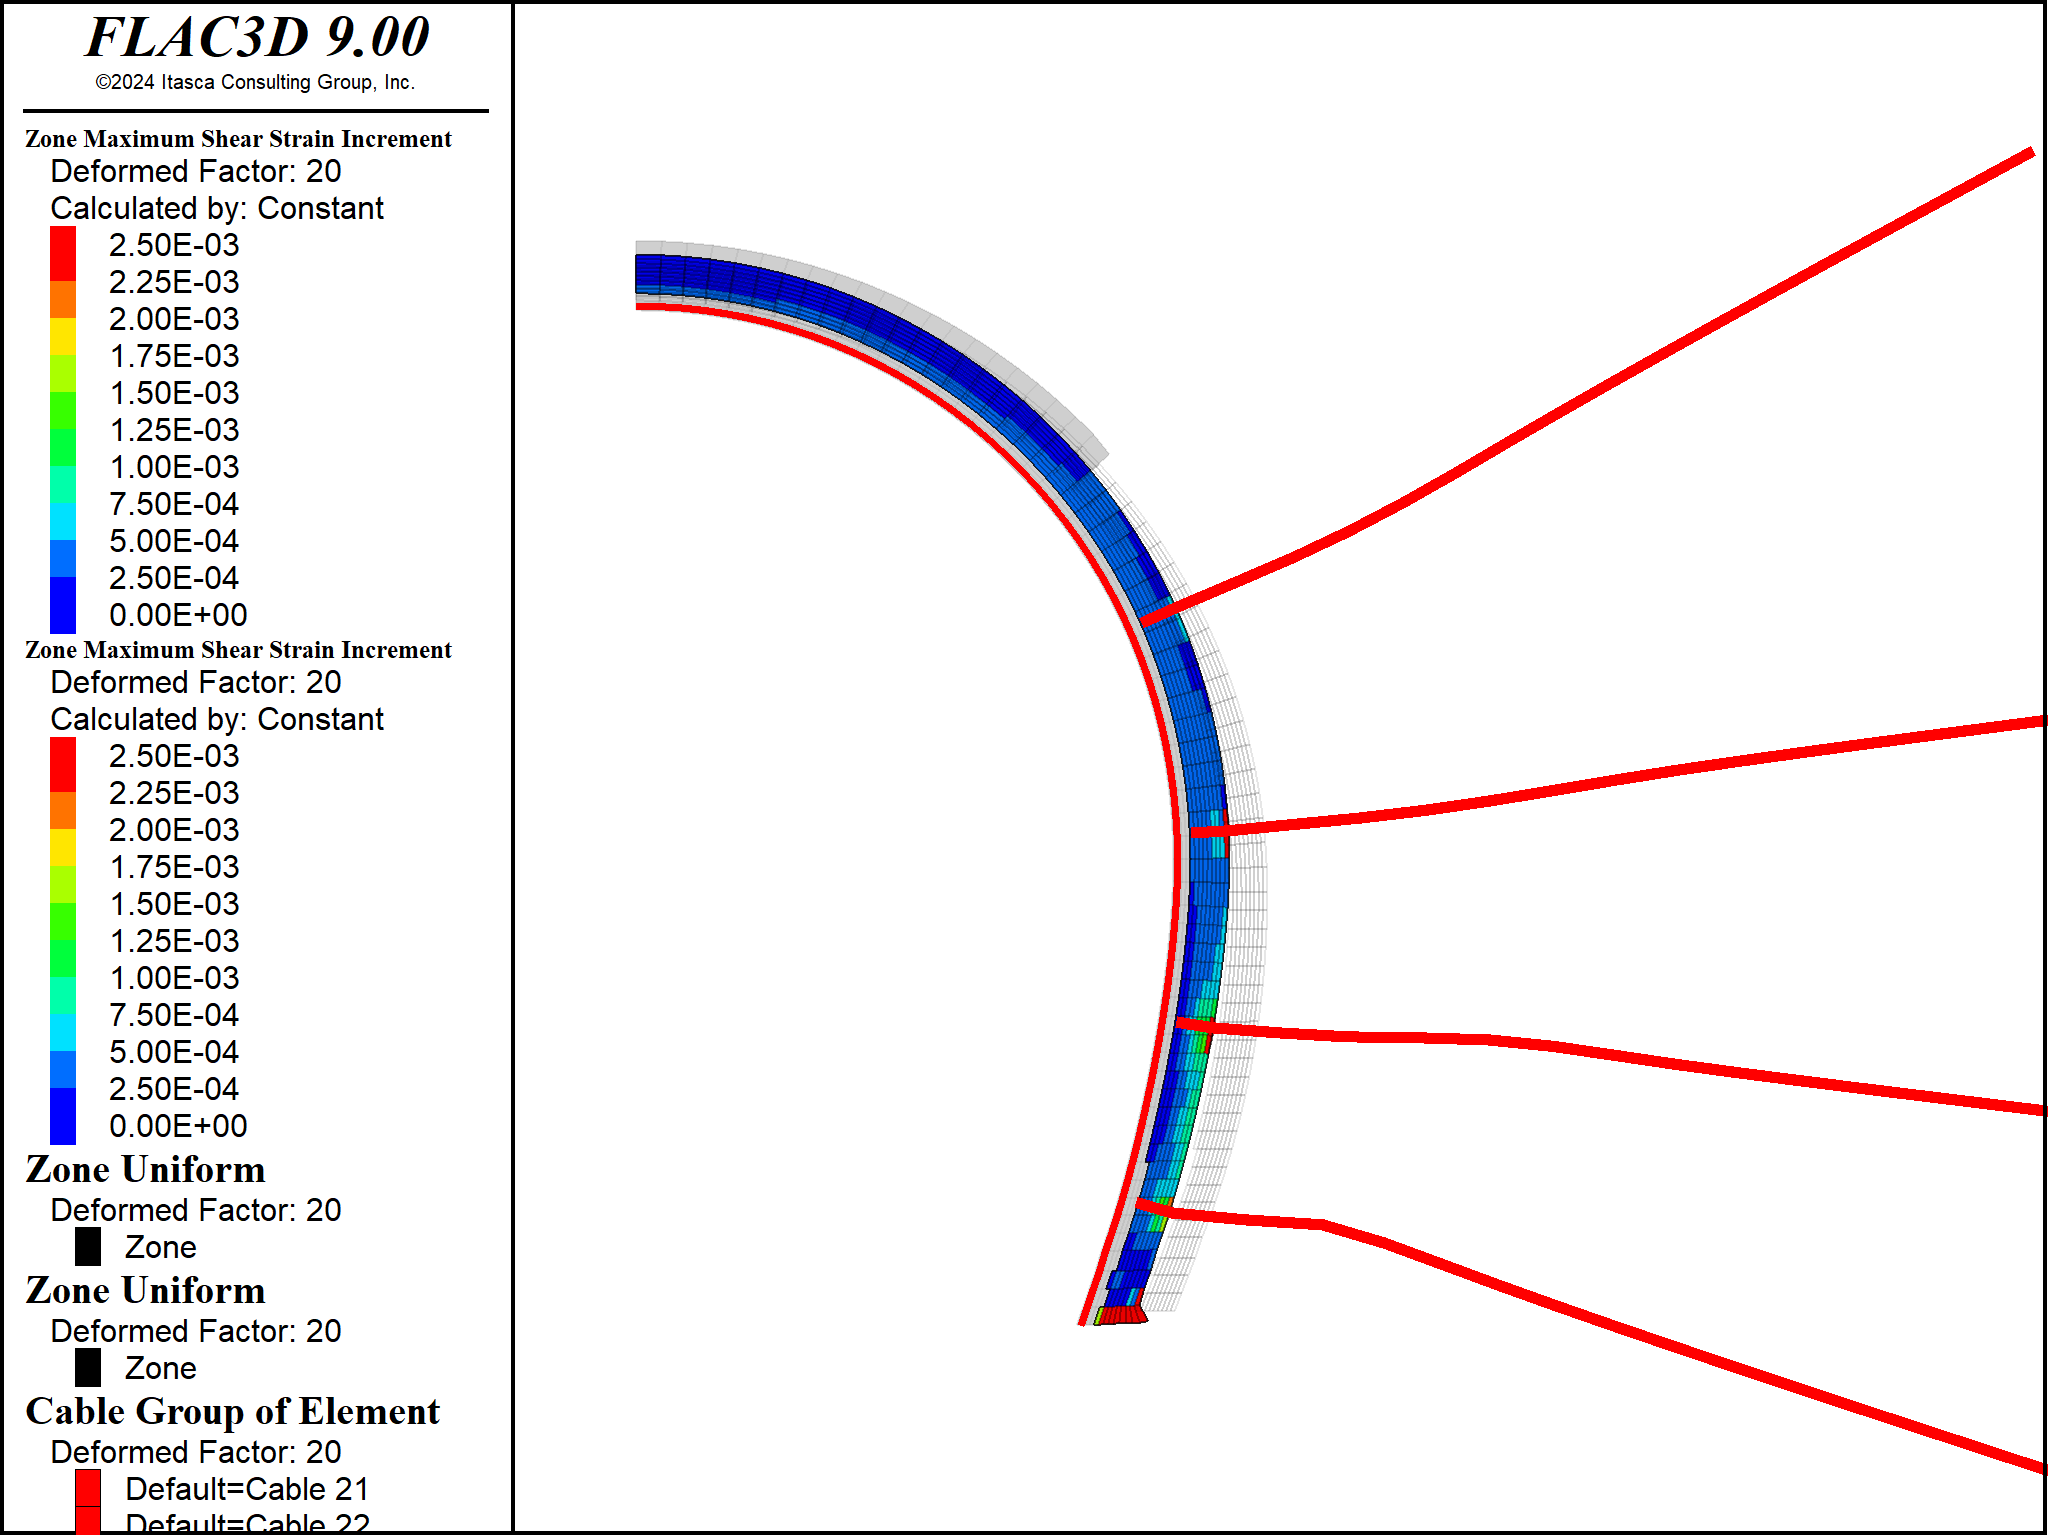 FLAC3D 9.00
©2024 Itasca Consulting Group, Inc.
Zone Maximum Shear Strain Increment
Deformed Factor: 20
Calculated by: Constant
2.50E-03
2.25E-03
2.00E-03
1.75E-03
1.50E-03
1.25E-03
1.00E-03
7.50E-04
5.00E-04
2.50E-04
0.00E+00
Zone Maximum Shear Strain Increment
Deformed Factor: 20
Calculated by: Constant
2.50E-03
2.25E-03
2.00E-03
1.75E-03
1.50E-03
1.25E-03
1.00E-03
7.50E-04
5.00E-04
2.50E-04
0.00E+00
Zone Uniform
Deformed Factor: 20
Zone
Zone Uniform
Deformed Factor: 20
Zone
Cable Group of Element
Deformed Factor: 20
Default=Cable 21
Default=Cable 22